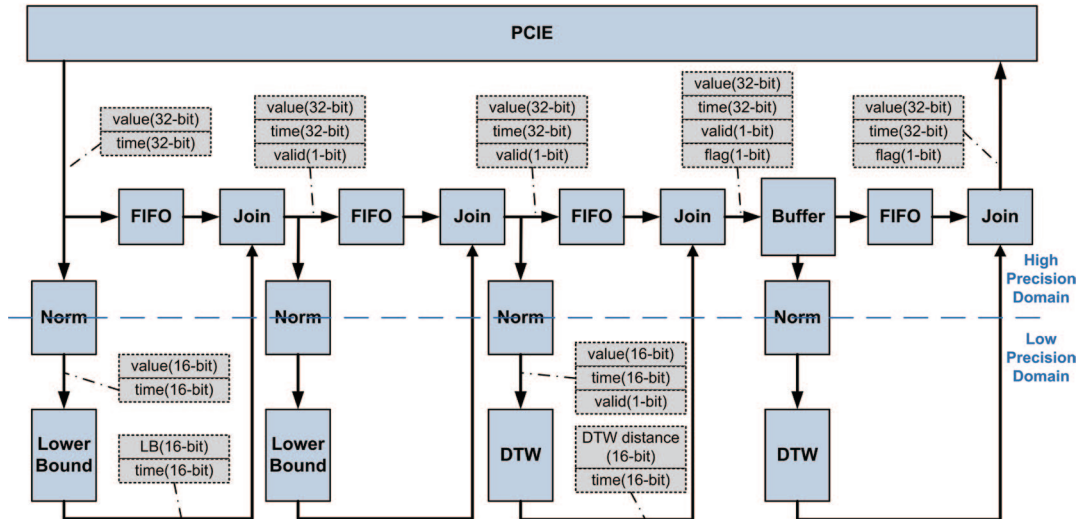 PCIE
value(32-bit)
time(32-bit)
value(32-bit)
time(32-bit)
valid(1-bit)
value(32-bit)
time(32-bit)
valid(1-bit)
value(32-bit)
time(32-bit)
valid(1-bit)
flag(1-bit)
value(32-bit)
time(32-bit)
flag(1-bit)
FIFO
Join
FIFO
Join
FIFO
Join
Buffer
FIFO
Join
High
Precision
Domain
Norm
Norm
Norm
Norm
Low
Precision
Domain
value(16-bit)
time(16-bit)
value(16-bit)
time(16-bit)
valid(1-bit)
Lower
Bound
LB(16-bit)
time(16-bit)
Lower
Bound
DTW
DTW distance
(16-bit)
time(16-bit)
DTW